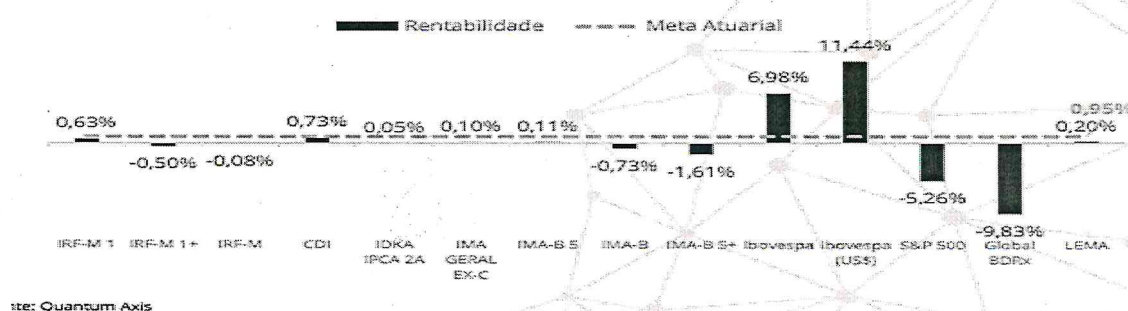 Rentabilidade Meta Atuarial
11,44%
6,98%
0,95%
0,63% 0,73% 0,05% 0,10% 0,11% 0,20%
-0,50% -0,08% -0,73% -1,61%
-5,26%
-9,83%
IRF-M 1 IRF-M 1+ IRF-M CDI IDKA IMA IMA-B 5 IMA-B IMA-B 5+ Ibovespa Ibovespa S&P 500 Global LEMA
IPCA 2A GERAL (US$) BDRx
EX-C
te: Quantum Axis